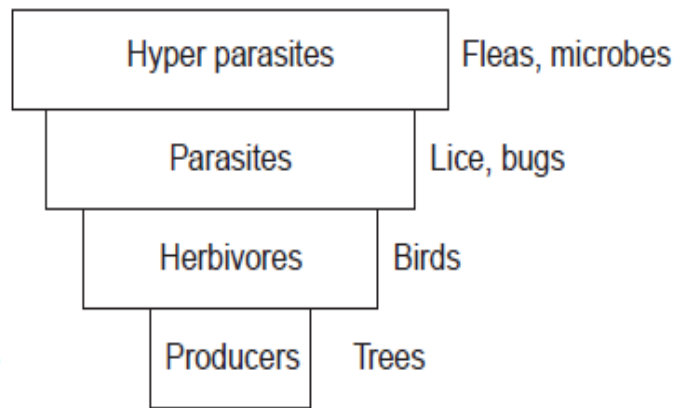 Hyper parasites Fleas, microbes
Parasites Lice, bugs
Herbivores Birds
Producers Trees